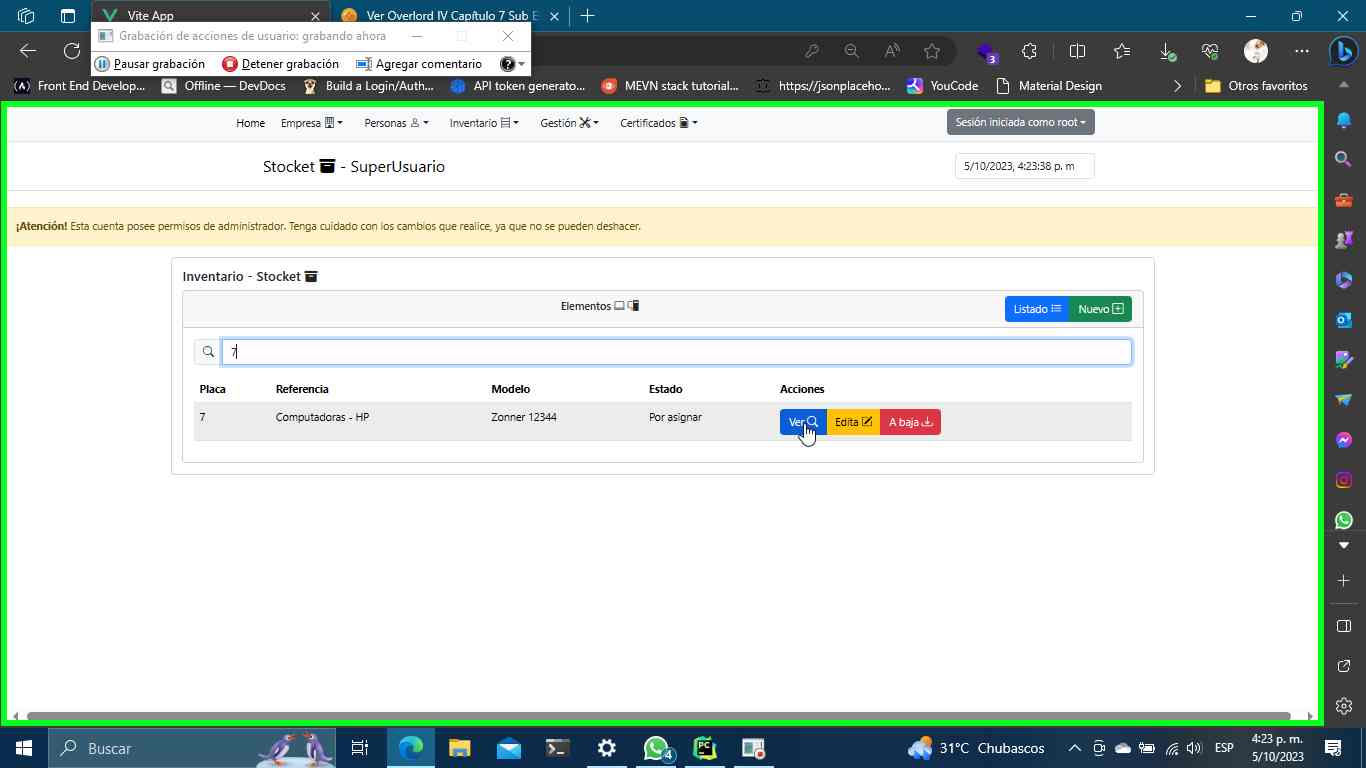 Vite App
Ver Overlord IV Capítulo 7 Sub E
Grabación de acciones de usuario: grabando ahora
Pausar grabación Detener grabación Agregar comentario ?
3
Front End Develop... Offline — DevDocs Build a Login/Auth... API token generato... MEVN stack tutorial... https://jsonplaceho... YouCode Material Design Otros favoritos
Home Empresa Personas Inventario Gestión Certificados Sesión iniciada como root
Stocket - SuperUsuario 5/10/2023, 4:23:38 p. m
¡Atención! Esta cuenta posee permisos de administrador. Tenga cuidado con los cambios que realice, ya que no se pueden deshacer.
Inventario - Stocket
Elementos Listado Nuevo
7
Placa Referencia Modelo Estado Acciones
7 Computadoras - HP Zonner 12344 Por asignar Ver Edita A baja
Buscar 4 PC 31°C Chubascos ESP 4:23 p. m.
5/10/2023